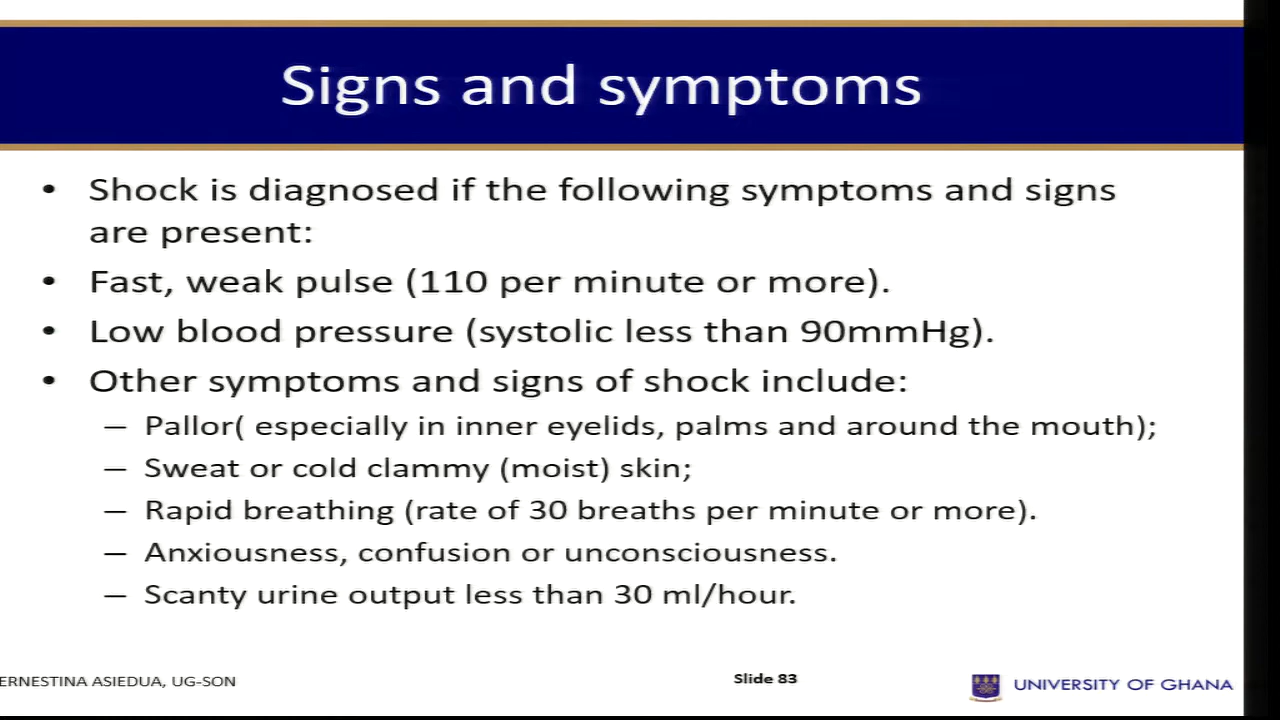 Signs and symptoms
• Shock is diagnosed if the following symptoms and signs
are present:
• Fast, weak pulse (110 per minute or more).
• Low blood pressure (systolic less than 90mmHg).
• Other symptoms and signs of shock include:
– Pallor( especially in inner eyelids, palms and around the mouth);
– Sweat or cold clammy (moist) skin;
– Rapid breathing (rate of 30 breaths per minute or more).
– Anxiousness, confusion or unconsciousness.
– Scanty urine output less than 30 ml/hour.
ERNESTINA ASIEDUA, UG-SON
Slide 83
UNIVERSITY OF GHANA